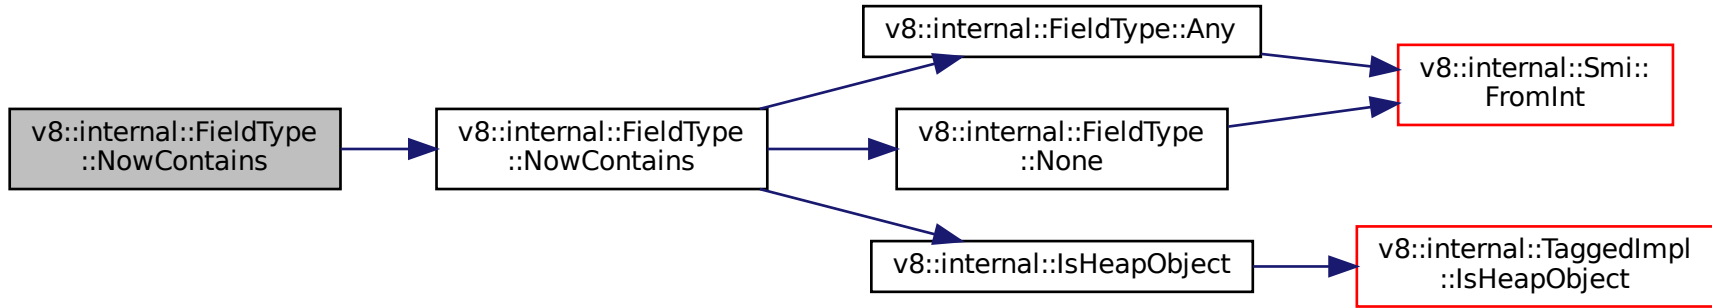 v8::internal::FieldType
::NowContains
v8::internal::FieldType
::NowContains
v8::internal::FieldType::Any
v8::internal::FieldType
::None
v8::internal::IsHeapObject
v8::internal::Smi::
FromInt
v8::internal::TaggedImpl
::IsHeapObject